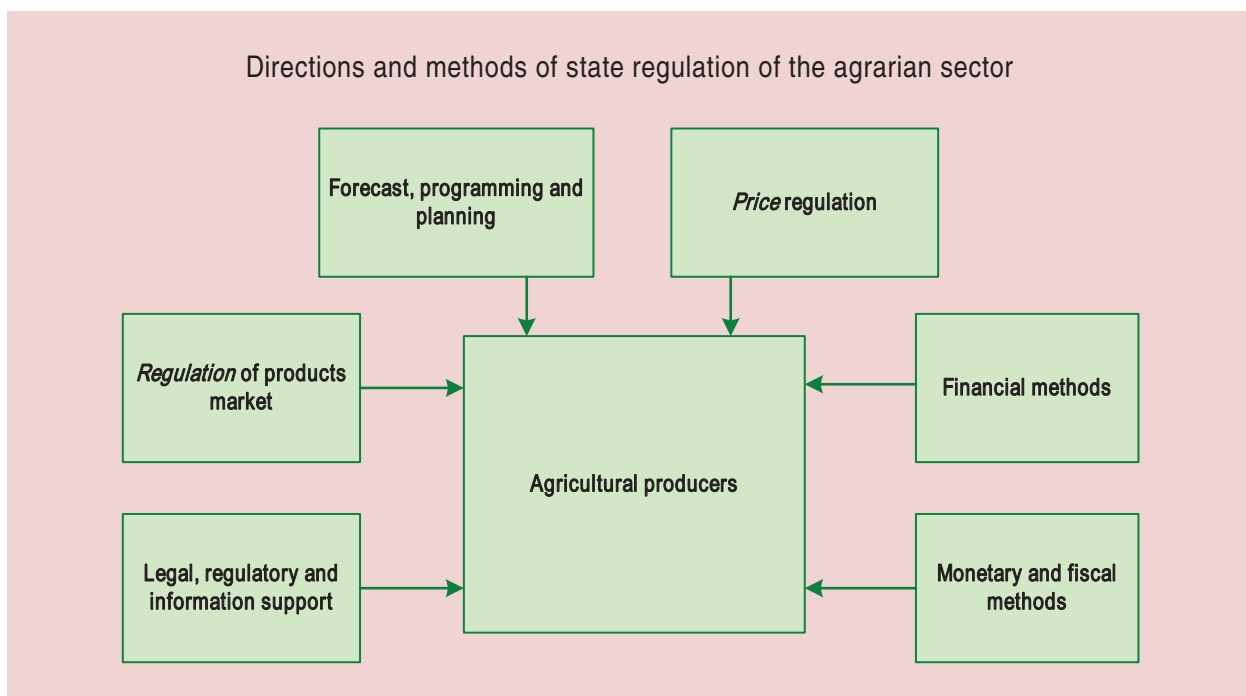 Directions and methods of state regulation of the agrarian sector
Forecast, programming and
planning
Price regulation
Regulation of products
market
Financial methods
Agricultural producers
Legal, regulatory and
information support
Monetary and fiscal
methods